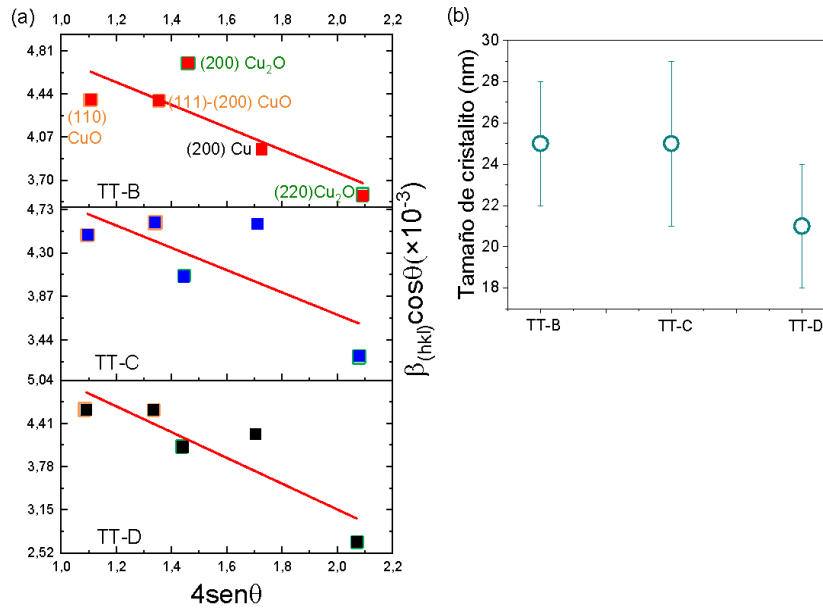 (a)
1,0 1,2 1,4 1,6 1,8 2,0 2,2
4,81
4,44
4,07
3,70
(200) Cu₂O
(111)-(200) CuO
(110)
CuO
(200) Cu
(220)Cu₂O
TT-B
4,73
4,30
3,87
3,44
TT-C
5,04
4,41
3,78
3,15
2,52
TT-D
1,0 1,2 1,4 1,6 1,8 2,0 2,2
4senθ
β(hkl)cosθ(×10⁻³)
(b)
30
28
26
24
22
20
18
Tamaño de cristalito (nm)
TT-B TT-C TT-D